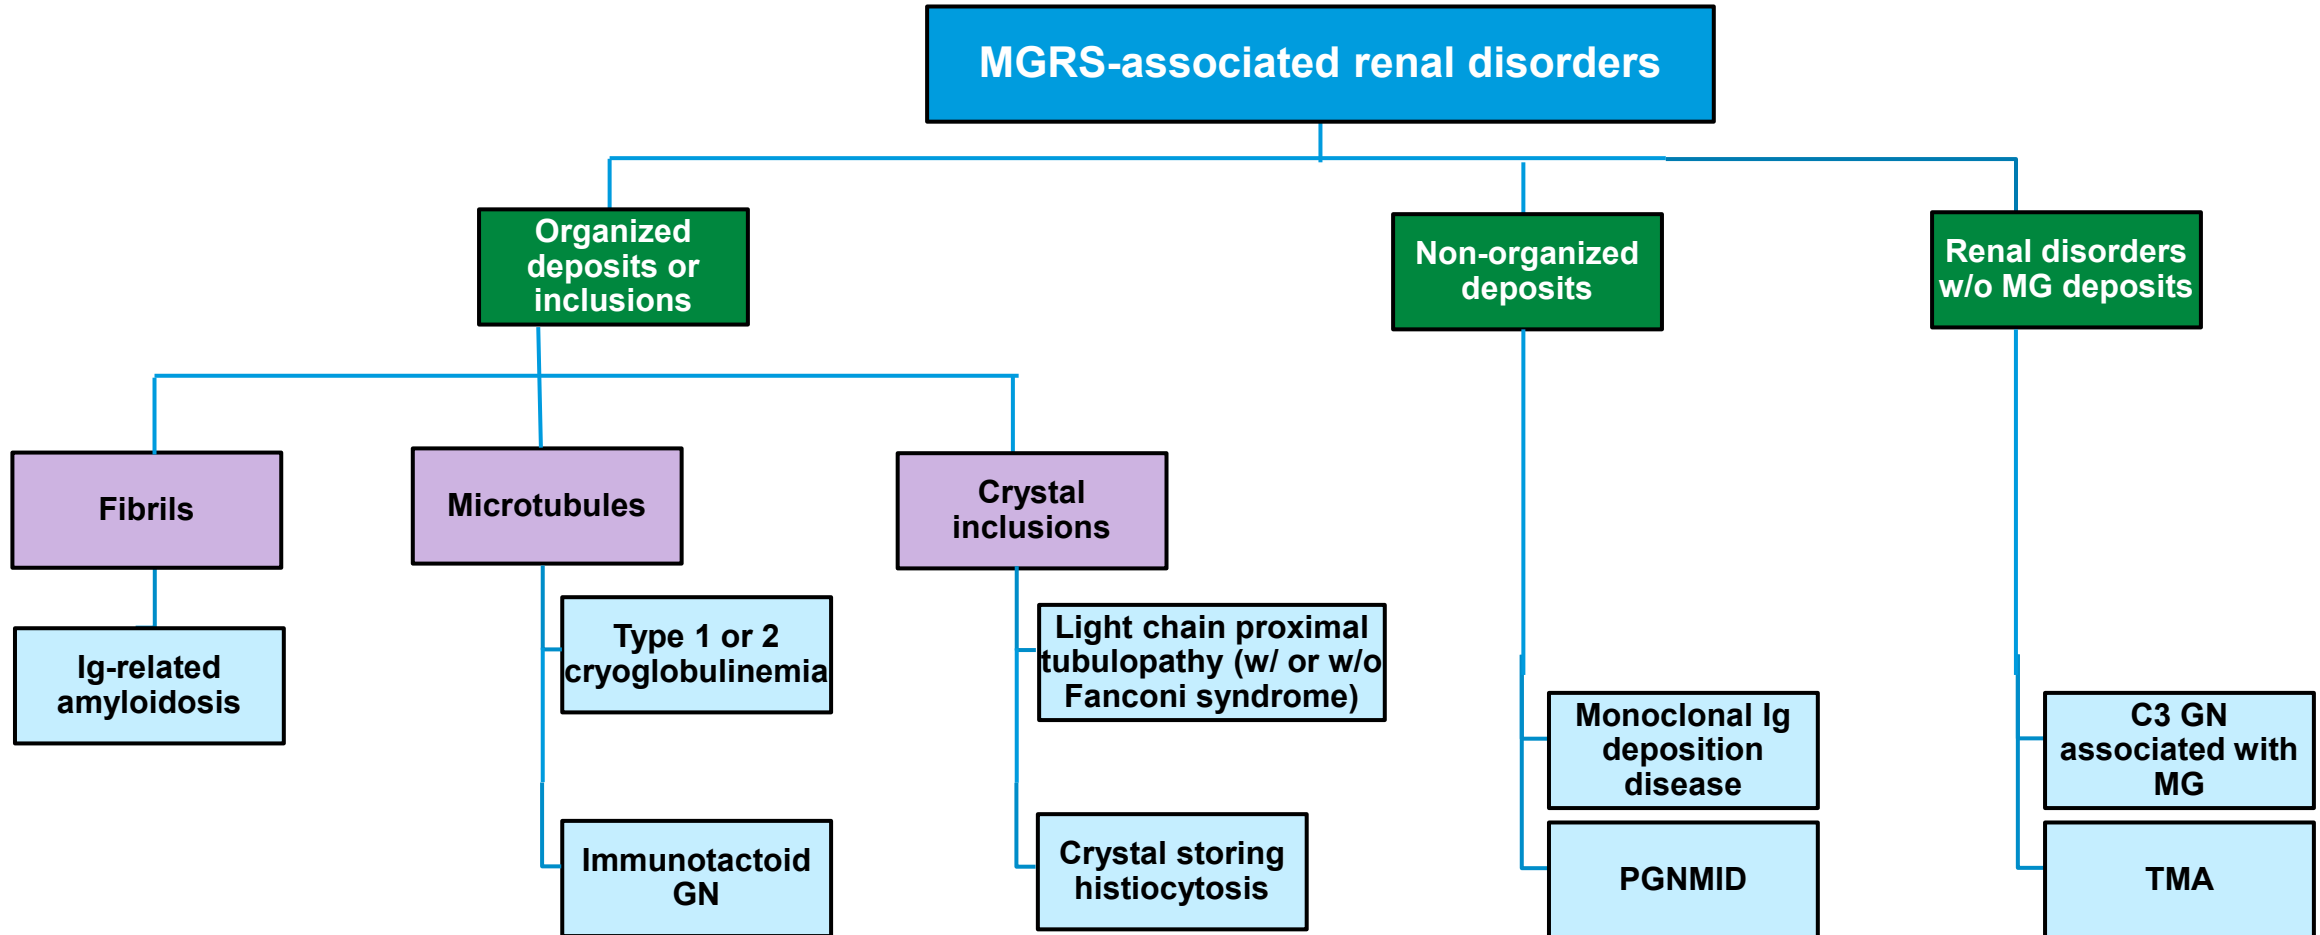 MGRS-associated renal disorders
Organized
deposits or
inclusions
Non-organized
deposits
Renal disorders
w/o MG deposits
Fibrils
Microtubules
Crystal
inclusions
Ig-related
amyloidosis
Type 1 or 2
cryoglobulinemia
Light chain proximal
tubulopathy (w/ or w/o
Fanconi syndrome)
Monoclonal Ig
deposition
disease
C3 GN
associated with
MG
Immunotactoid
GN
Crystal storing
histiocytosis
PGNMID
TMA